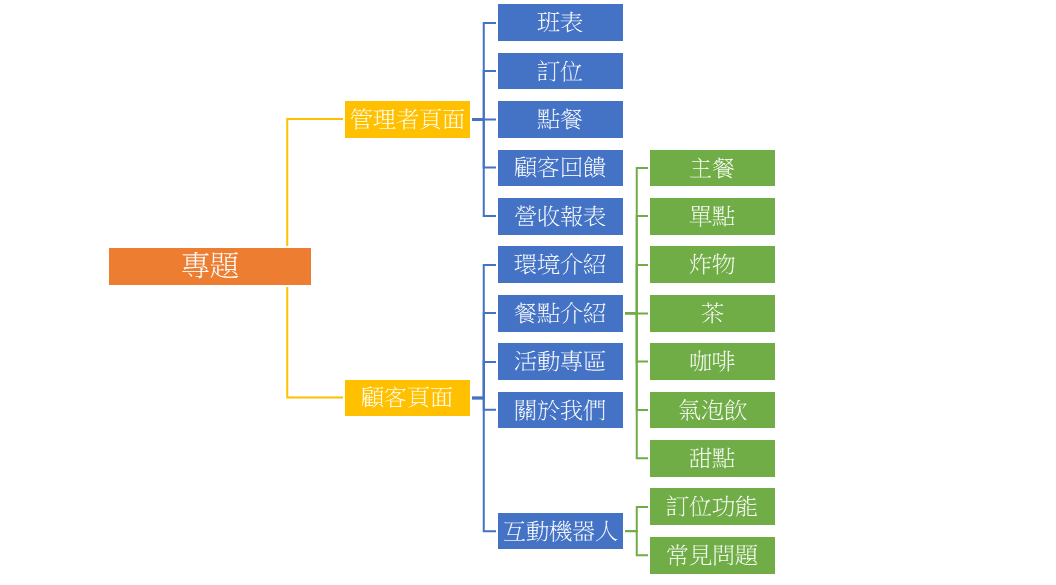 專題
管理者頁面
班表
訂位
點餐
顧客回饋
營收報表
顧客頁面
環境介紹
餐點介紹
主餐
單點
炸物
茶
咖啡
氣泡飲
甜點
活動專區
關於我們
互動機器人
訂位功能
常見問題